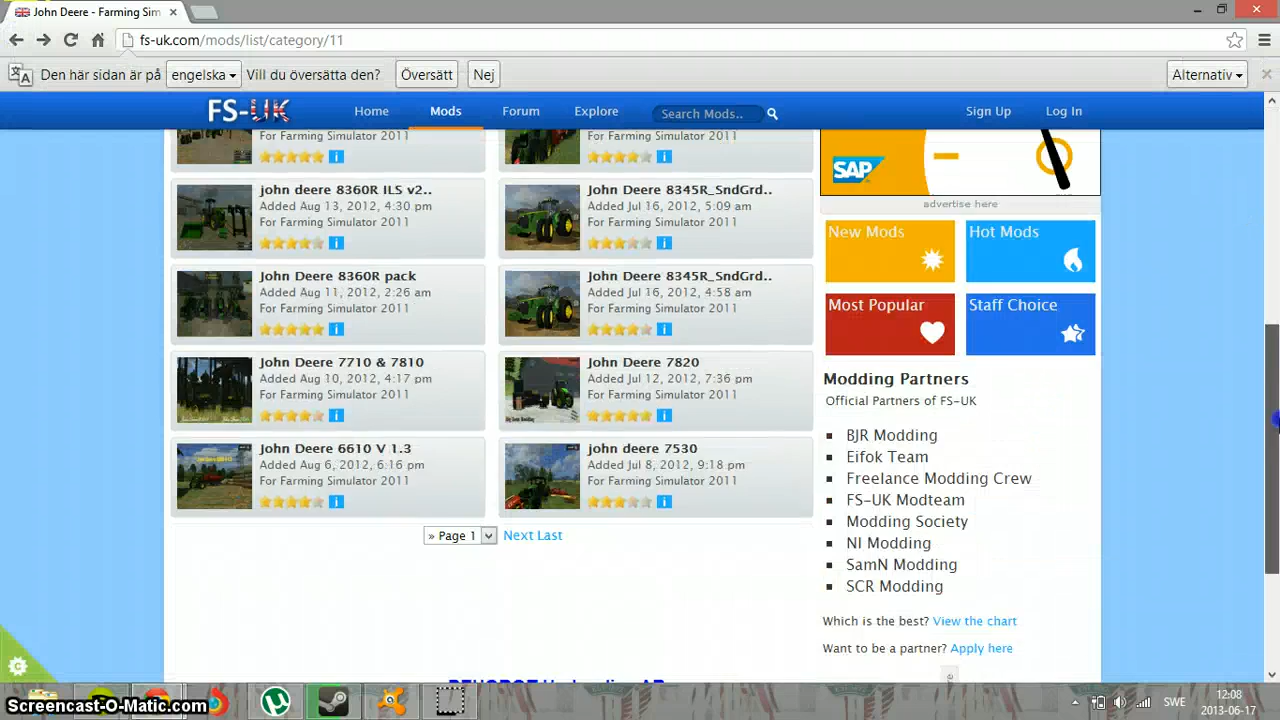 John Deere - Farming Sim
fs-uk.com/mods/list/category/11
Den här sidan är på engelska Vill du översätta den? Översätt Nej Alternativ
FS-UK Home Mods Forum Explore Search Mods.. Sign Up Log In
For Farming Simulator 2011
For Farming Simulator 2011
john deere 8360R ILS v2..
Added Aug 13, 2012, 4:30 pm
For Farming Simulator 2011
John Deere 8345R_SndGrd..
Added Jul 16, 2012, 5:09 am
For Farming Simulator 2011
John Deere 8360R pack
Added Aug 11, 2012, 2:26 am
For Farming Simulator 2011
John Deere 8345R_SndGrd..
Added Jul 16, 2012, 4:58 am
For Farming Simulator 2011
John Deere 7710 & 7810
Added Aug 10, 2012, 4:17 pm
For Farming Simulator 2011
John Deere 7820
Added Jul 12, 2012, 7:36 pm
For Farming Simulator 2011
John Deere 6610 V 1.3
Added Aug 6, 2012, 6:16 pm
For Farming Simulator 2011
john deere 7530
Added Jul 8, 2012, 9:18 pm
For Farming Simulator 2011
» Page 1 Next Last
SAP
advertise here
New Mods
Hot Mods
Most Popular
Staff Choice
Modding Partners
Official Partners of FS-UK
BJR Modding
Eifok Team
Freelance Modding Crew
FS-UK Modteam
Modding Society
NI Modding
SamN Modding
SCR Modding
Which is the best? View the chart
Want to be a partner? Apply here
Screencast-O-Matic.com
SWE
12:08
2013-06-17